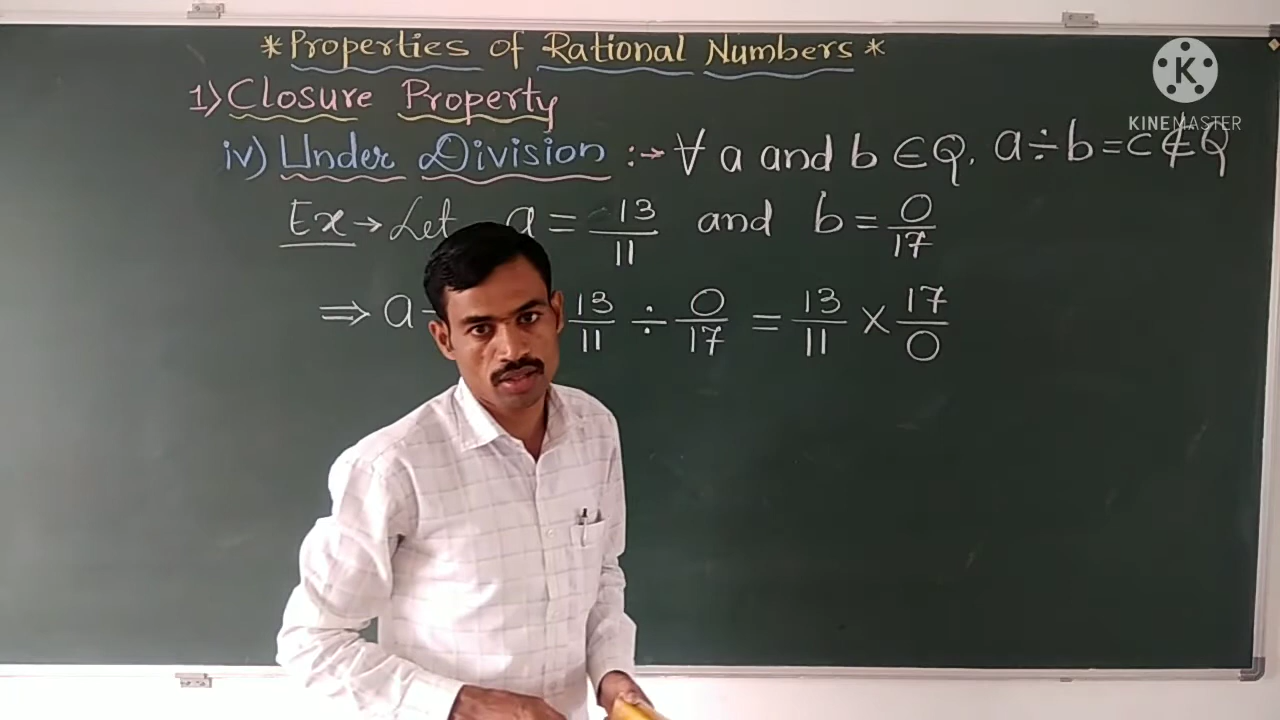 * Properties of Rational Numbers *
K
KINEMASTER
1) Closure Property
iv) Under Division :→ ∀ a and b ∈ Q, a ÷ b = c ∉ Q
Ex → Let a = 13/11 and b = 0/17
⇒ a 13/11 ÷ 0/17 = 13/11 × 17/0